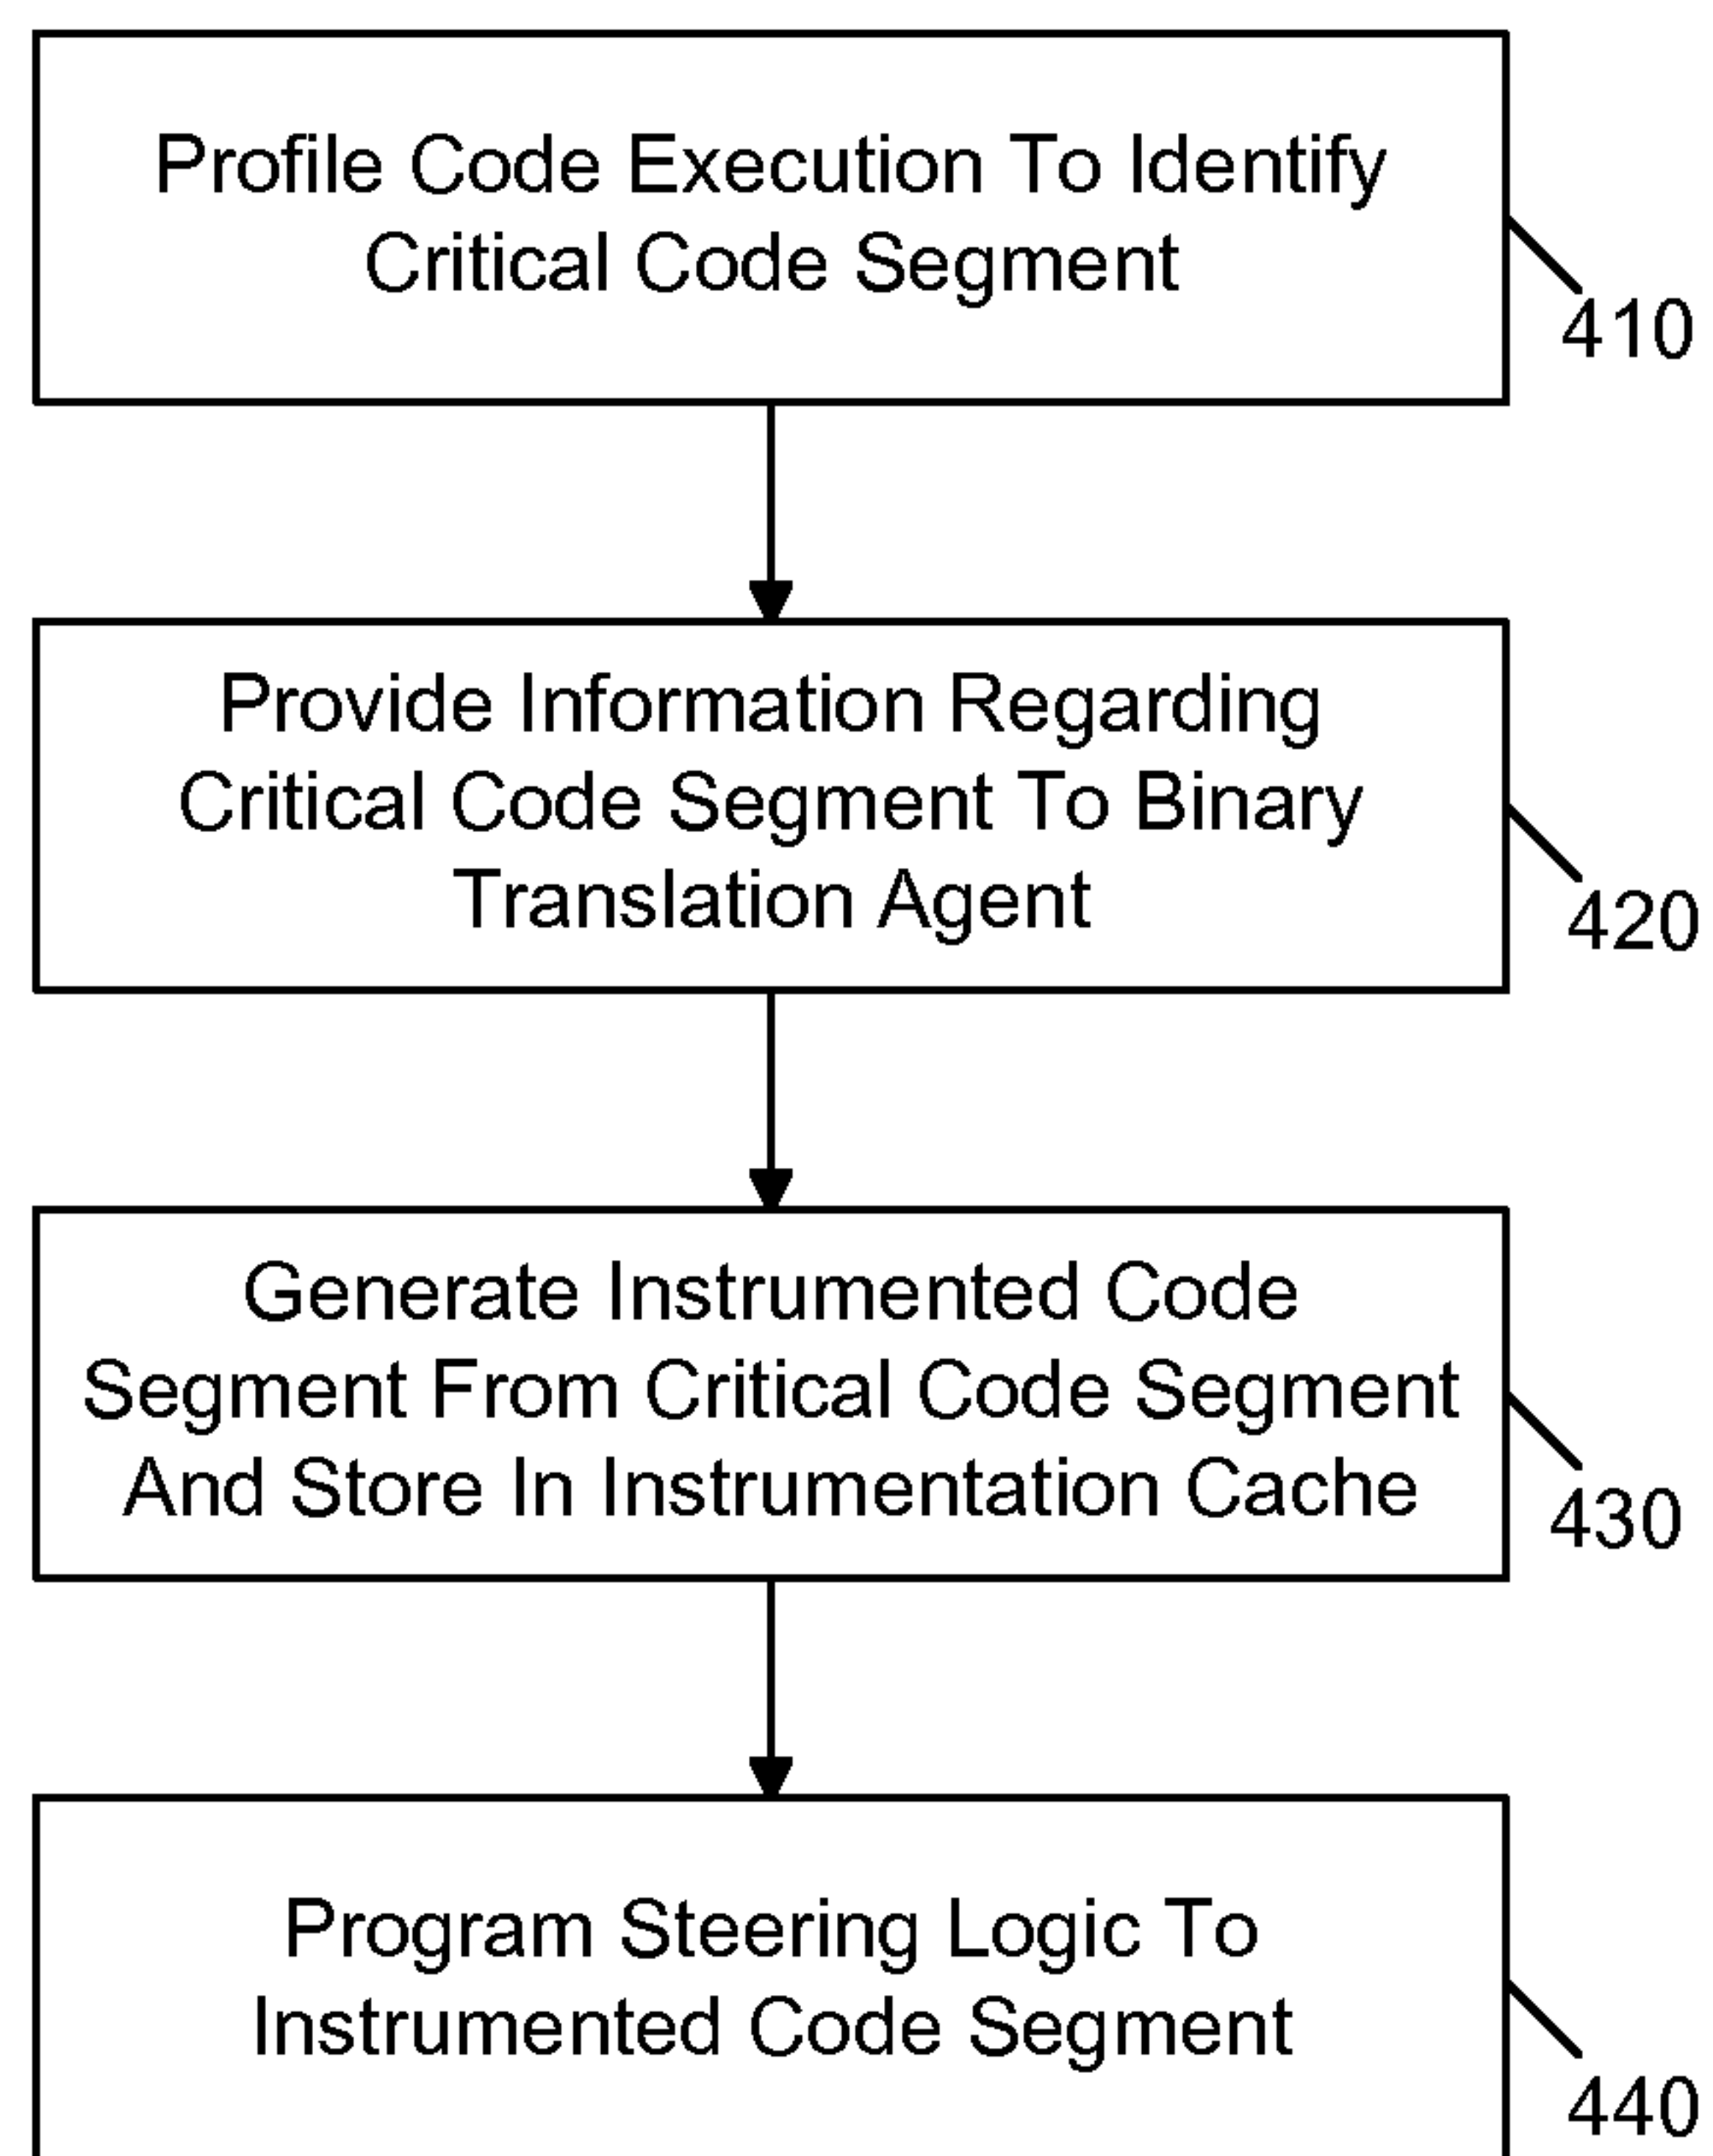 Profile Code Execution To Identify
Critical Code Segment
410
Provide Information Regarding
Critical Code Segment To Binary
Translation Agent
420
Generate Instrumented Code
Segment From Critical Code Segment
And Store In Instrumentation Cache
430
Program Steering Logic To
Instrumented Code Segment
440